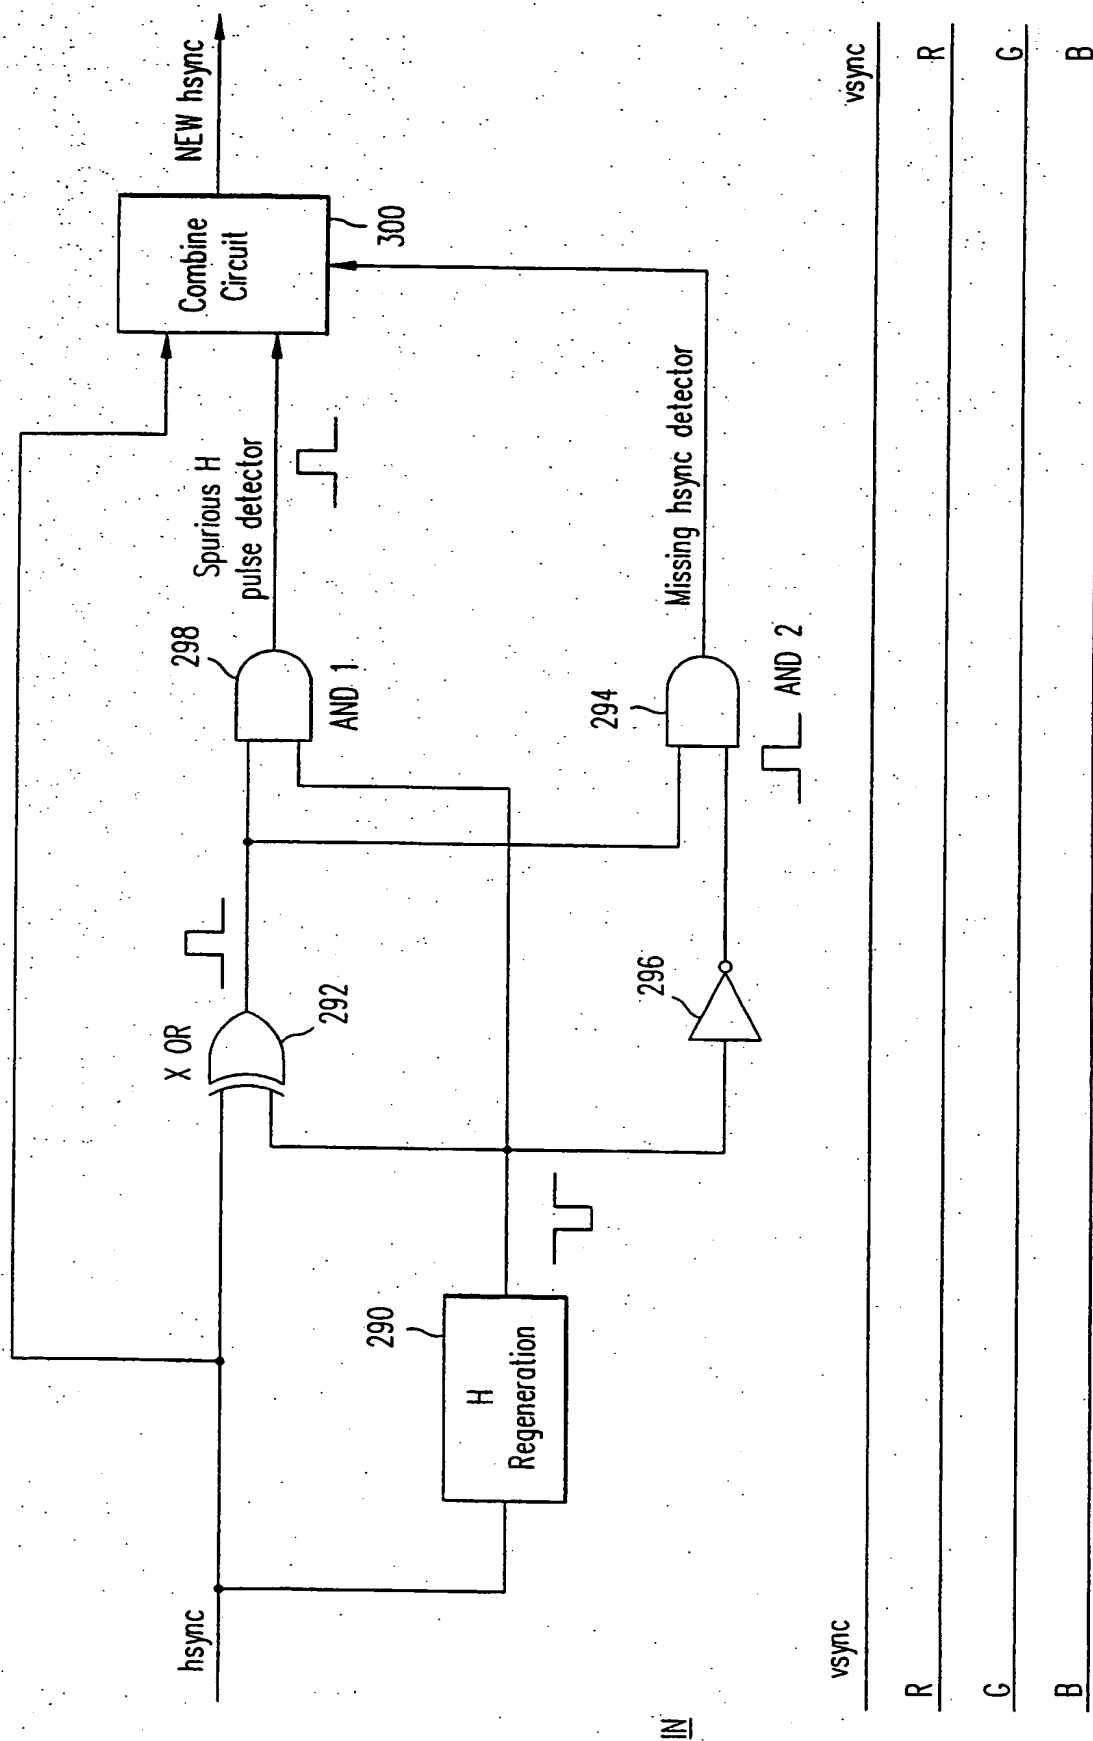 NEW hsync
Combine
Circuit
300
Spurious H
pulse detector
298
AND 1
Missing hsync detector
294
AND 2
X OR
292
296
290
H
Regeneration
hsync
IN
vsync
vsync
R
R
G
G
B
B